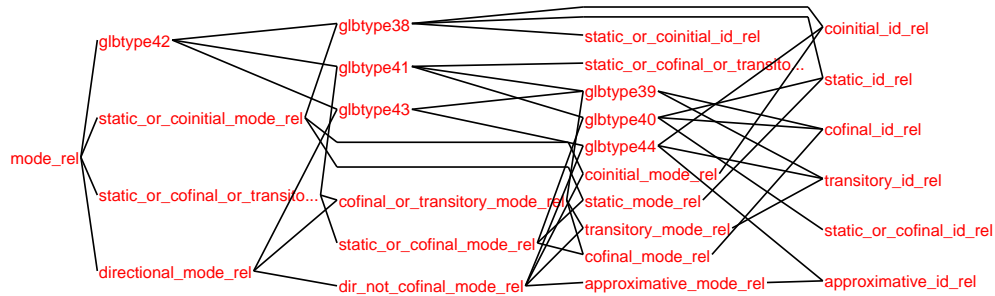 mode_rel
glbtype42
static_or_coinitial_mode_rel
static_or_cofinal_or_transito...
directional_mode_rel
glbtype38
glbtype41
glbtype43
cofinal_or_transitory_mode_rel
static_or_cofinal_mode_rel
dir_not_cofinal_mode_rel
static_or_coinitial_id_rel
static_or_cofinal_or_transito...
glbtype39
glbtype40
glbtype44
coinitial_mode_rel
static_mode_rel
transitory_mode_rel
cofinal_mode_rel
approximative_mode_rel
coinitial_id_rel
static_id_rel
cofinal_id_rel
transitory_id_rel
static_or_cofinal_id_rel
approximative_id_rel